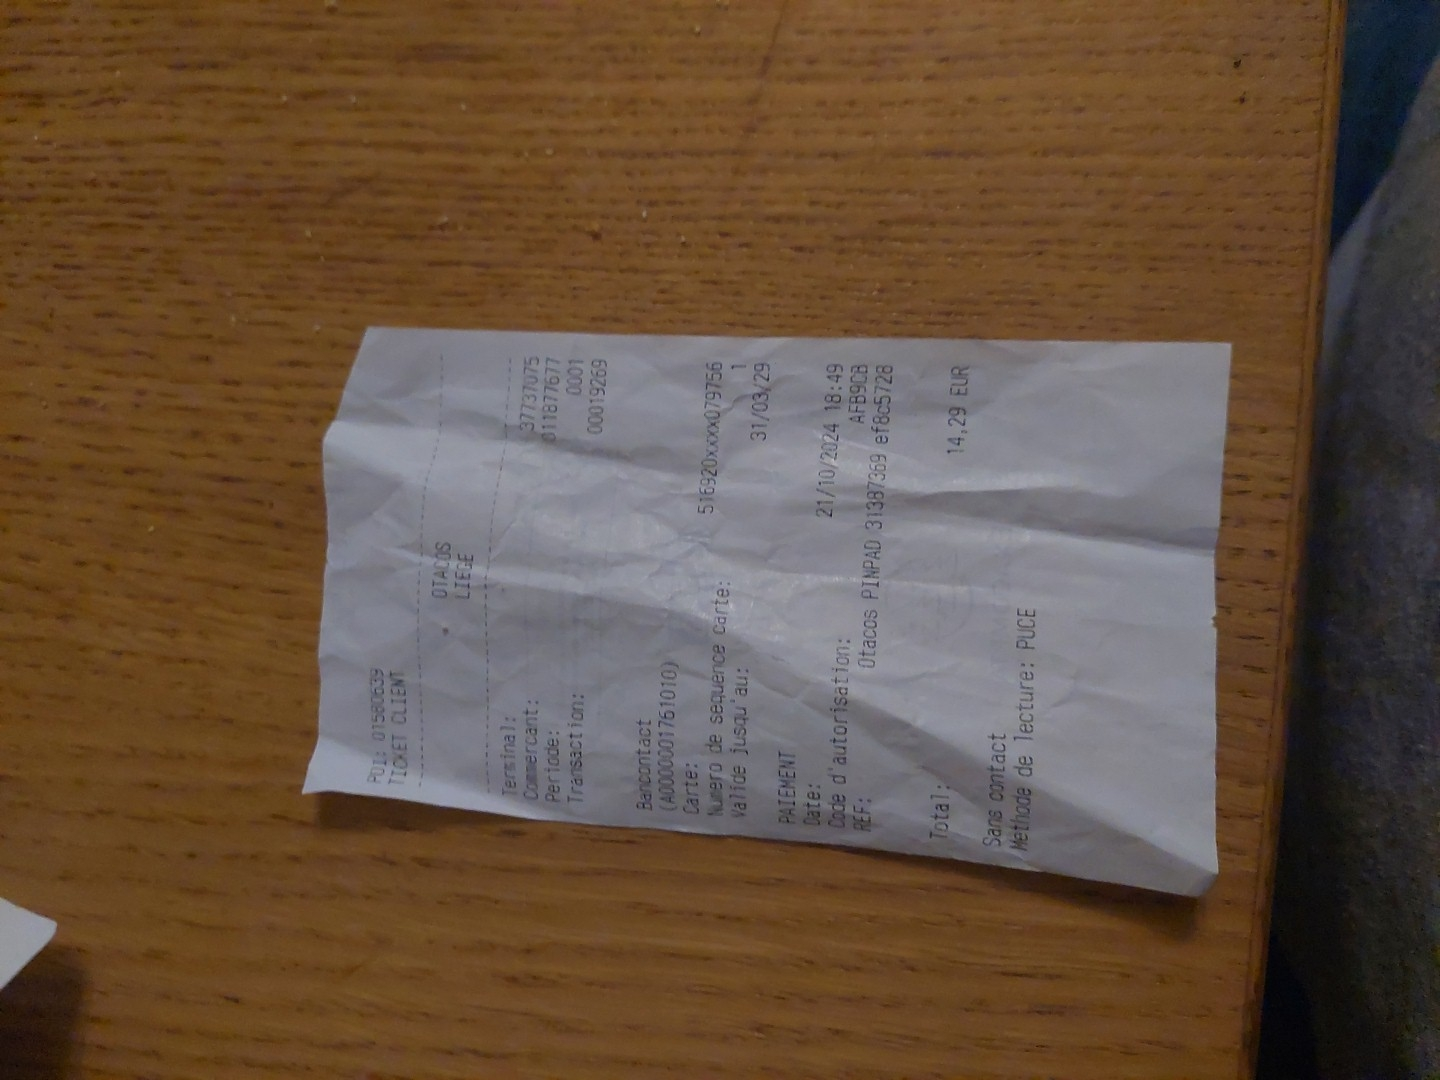 POI: 01580639
TICKET CLIENT
OTACOS
LIEGE
Terminal: 37737075
Commercant: 011877677
Periode: 0001
Transaction: 00019269
Bancontact
(A0000001761010)
Carte: 516920xxxxx079756
Numero de sequence carte: 1
Valide jusqu'au: 31/03/29
PAIEMENT
Date: 21/10/2024 18:49
Code d'autorisation: AFB9CB
REF: Otacos PINPAD 31387369 ef8c5728
Total: 14,29 EUR
Sans contact
Méthode de lecture: PUCE